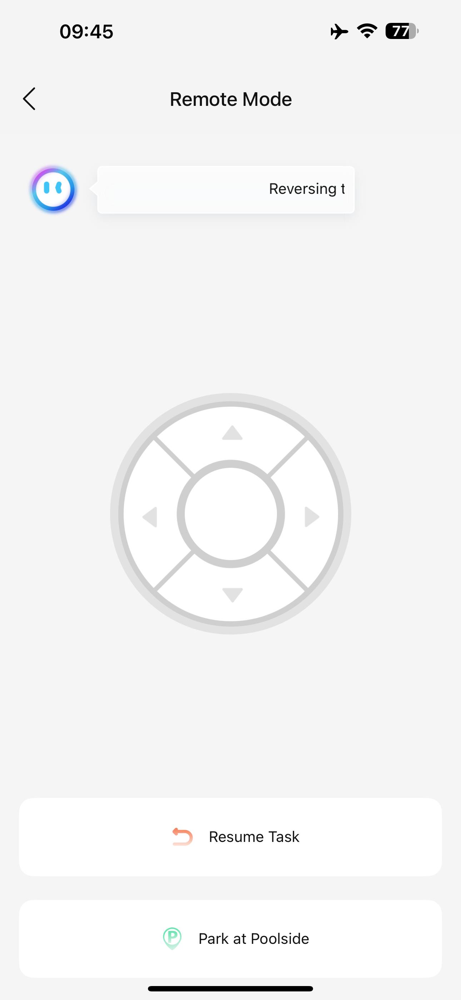 09:45
77
Remote Mode
Reversing t
Resume Task
P
Park at Poolside